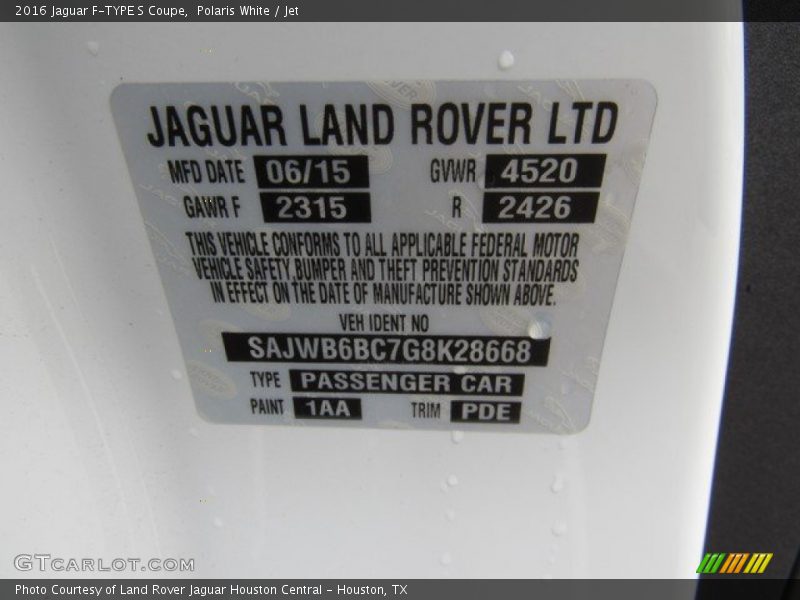 2016 Jaguar F-TYPE S Coupe, Polaris White / Jet
JAGUAR LAND ROVER LTD
MFD DATE 06/15 GVWR 4520
GAWR F 2315 R 2426
THIS VEHICLE CONFORMS TO ALL APPLICABLE FEDERAL MOTOR
VEHICLE SAFETY,BUMPER AND THEFT PREVENTION STANDARDS
IN EFFECT ON THE DATE OF MANUFACTURE SHOWN ABOVE.
VEH IDENT NO
SAJWB6BC7G8K28668
TYPE PASSENGER CAR
PAINT 1AA TRIM PDE
GTCARLOT.COM
Photo Courtesy of Land Rover Jaguar Houston Central - Houston, TX